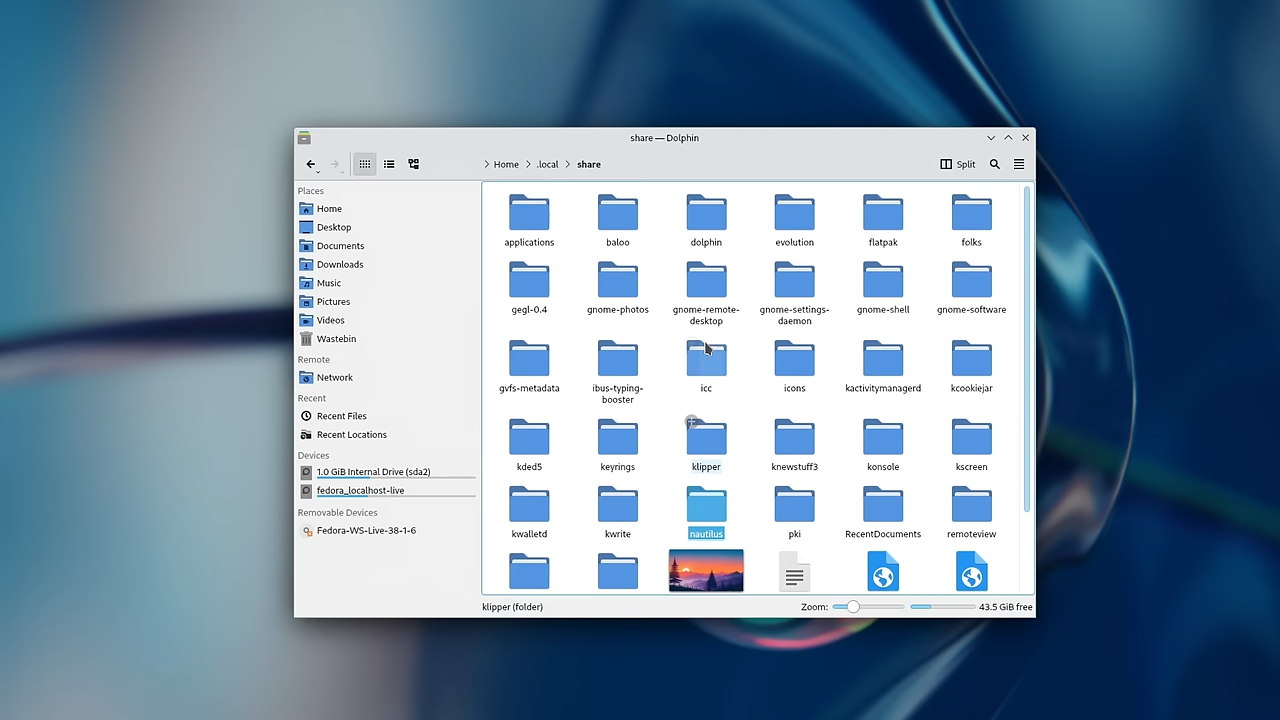 share — Dolphin
Home
.local
share
Split
Places
Home
Desktop
Documents
Downloads
Music
Pictures
Videos
Wastebin
Remote
Network
Recent
Recent Files
Recent Locations
Devices
1.0 GiB Internal Drive (sda2)
fedora_localhost-live
Removable Devices
Fedora-WS-Live-38-1-6
applications
baloo
dolphin
evolution
flatpak
folks
gegl-0.4
gnome-photos
gnome-remote-
desktop
gnome-settings-
daemon
gnome-shell
gnome-software
gvfs-metadata
ibus-typing-
booster
icc
icons
kactivitymanagerd
kcookiejar
kded5
keyrings
klipper
knewstuff3
konsole
kscreen
kwalletd
kwrite
nautilus
pki
RecentDocuments
remoteview
klipper (folder)
Zoom:
43.5 GiB free